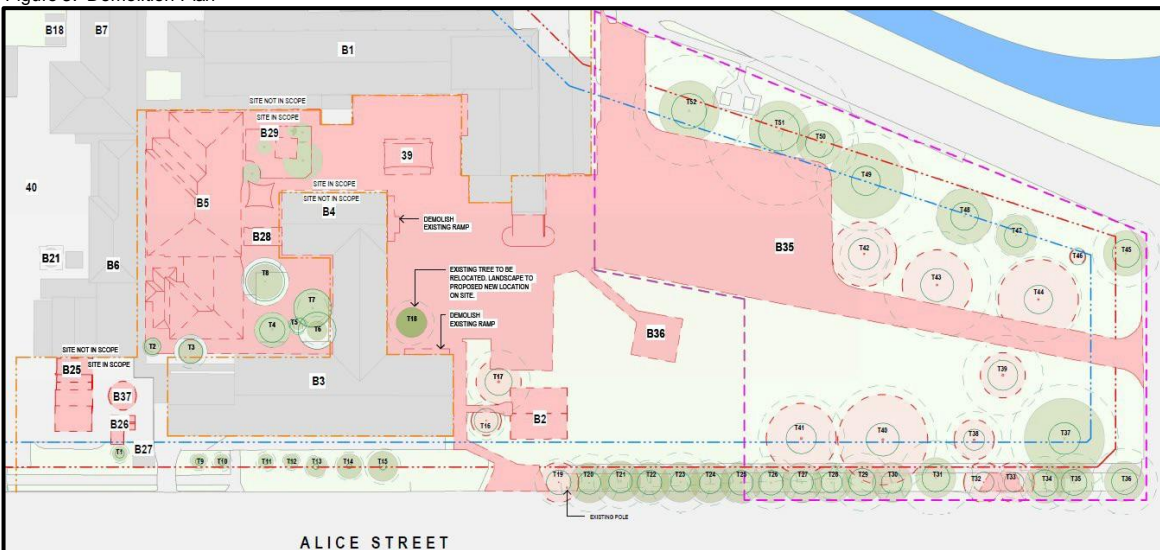 Figure 3: Demolition Plan
B18
B7
B1
SITE NOT IN SCOPE
SITE IN SCOPE
B29
39
T52
T51
T50
T49
T48
T47
T46
T45
40
B5
SITE IN SCOPE
SITE NOT IN SCOPE
B4
DEMOLISH
EXISTING RAMP
B28
B21
B6
T42
T43
T44
B35
EXISTING TREE TO BE
RELOCATED. LANDSCAPE TO
PROPOSED NEW LOCATION
ON SITE.
T8
T7
T4
T5
T6
T18
DEMOLISH
EXISTING RAMP
B36
T2
T3
SITE NOT IN SCOPE
SITE IN SCOPE
B25
B37
B26
B27
T1
B3
T17
T16
B2
T39
T41
T40
T38
T37
T9
T10
T11
T12
T13
T14
T15
T19
T20
T21
T22
T23
T24
T25
T26
T27
T28
T29
T30
T31
T32
T33
T34
T35
T36
EXISTING POLE
ALICE STREET